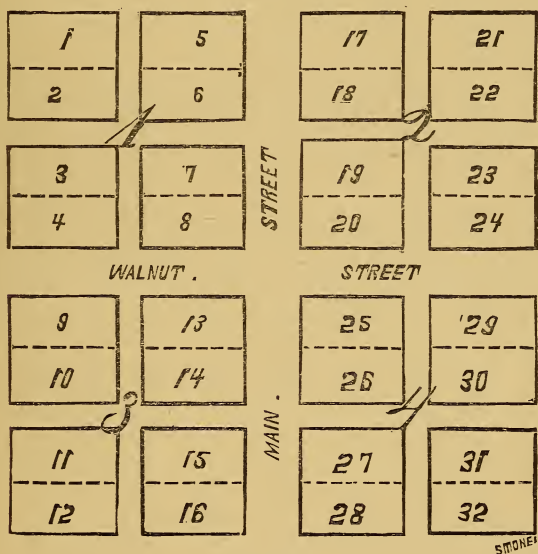 1 5 17 21
2 6 18 22
1 2
3 7 19 23
4 8 20 24
STREET
WALNUT. STREET
9 13 25 29
10 14 26 30
3 4
MAIN.
11 15 27 31
12 16 28 32